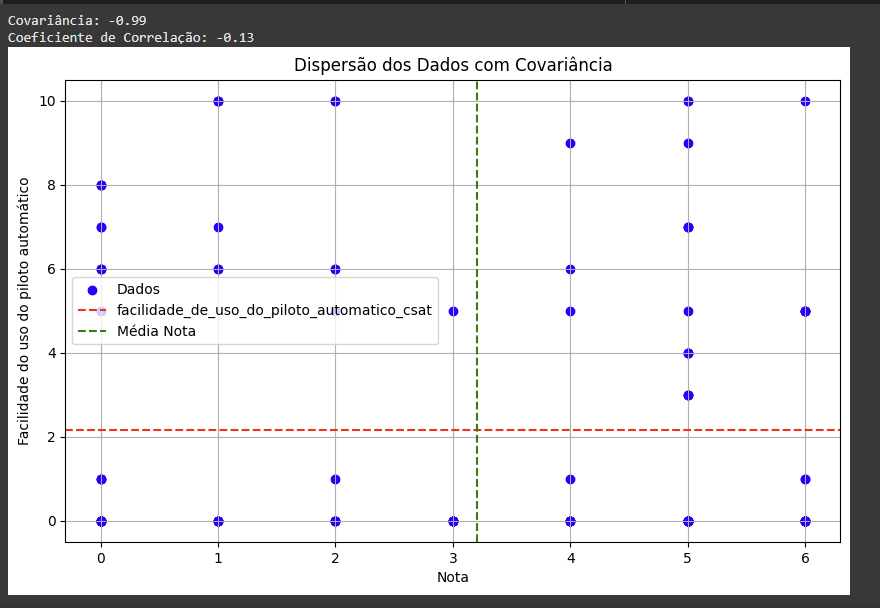 Covariância: -0.99
Coeficiente de Correlação: -0.13
Dispersão dos Dados com Covariância
Facilidade do uso do piloto automático
10
8
6
4
2
0
Dados
facilidade_de_uso_do_piloto_automatico_csat
Média Nota
0 1 2 3 4 5 6
Nota